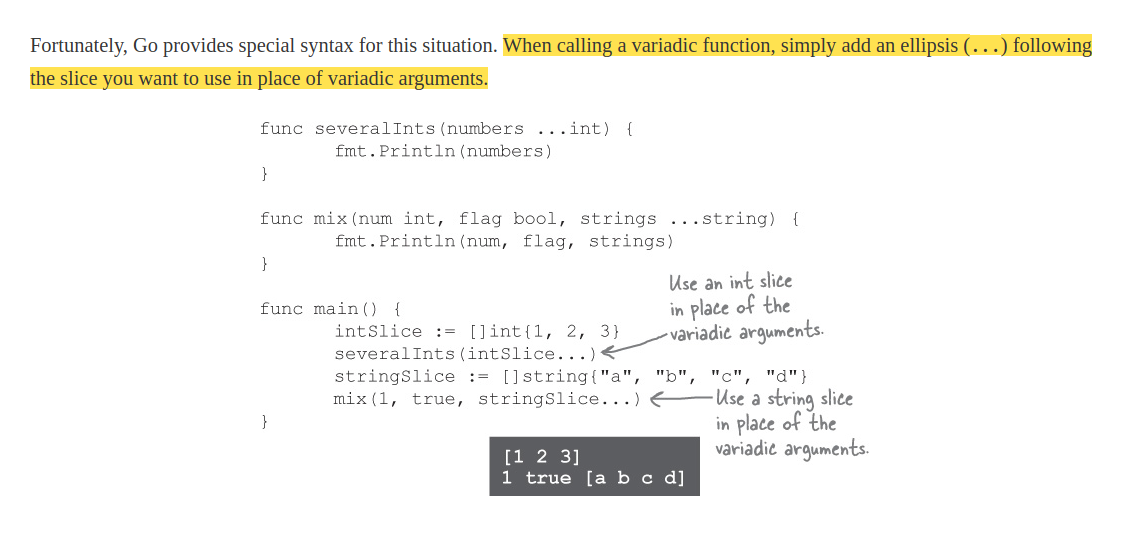 Fortunately, Go provides special syntax for this situation. When calling a variadic function, simply add an ellipsis (...) following
the slice you want to use in place of variadic arguments.
func severalInts(numbers ...int) {
fmt.Println(numbers)
}
func mix(num int, flag bool, strings ...string) {
fmt.Println(num, flag, strings)
}
func main() {
intSlice := []int{1, 2, 3}
severalInts(intSlice...)
stringSlice := []string{"a", "b", "c", "d"}
mix(1, true, stringSlice...)
}
Use an int slice
in place of the
variadic arguments.
Use a string slice
in place of the
variadic arguments.
[1 2 3]
1 true [a b c d]